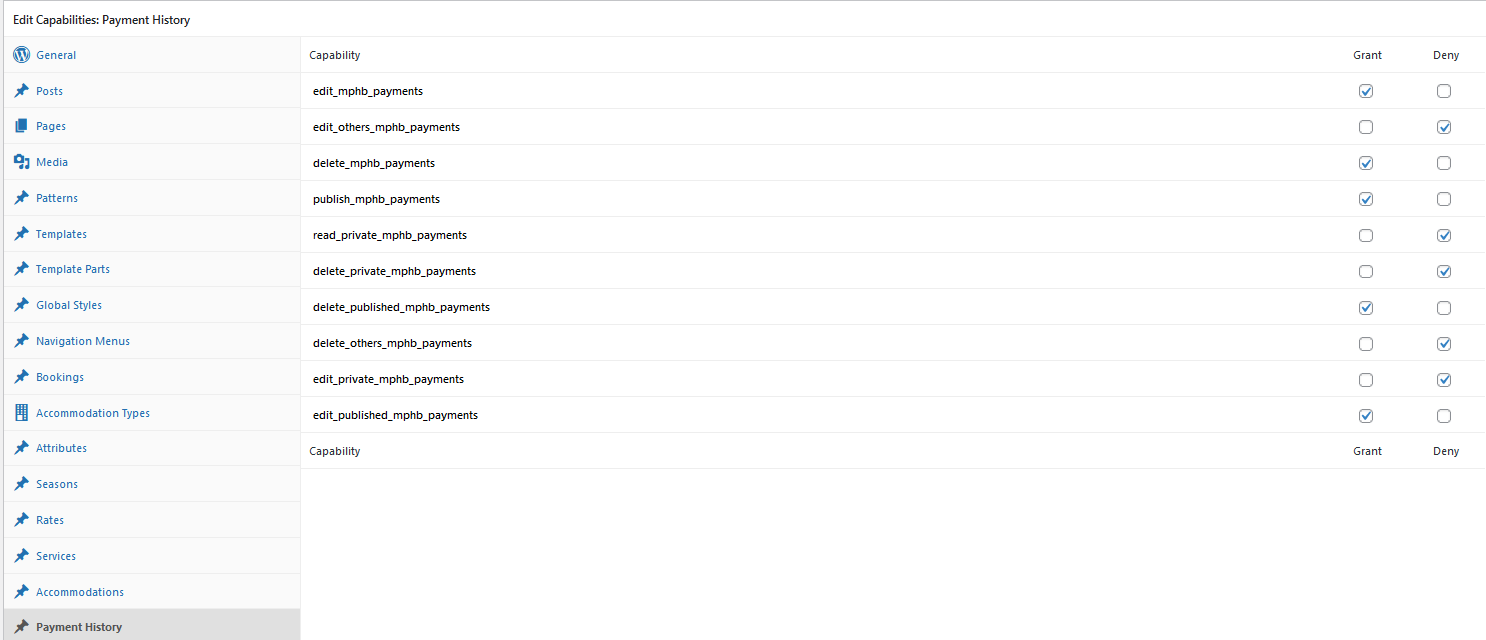 Edit Capabilities: Payment History
General
Posts
Pages
Media
Patterns
Templates
Template Parts
Global Styles
Navigation Menus
Bookings
Accommodation Types
Attributes
Seasons
Rates
Services
Accommodations
Payment History
Capability Grant Deny
edit_mphb_payments
edit_others_mphb_payments
delete_mphb_payments
publish_mphb_payments
read_private_mphb_payments
delete_private_mphb_payments
delete_published_mphb_payments
delete_others_mphb_payments
edit_private_mphb_payments
edit_published_mphb_payments
Capability Grant Deny